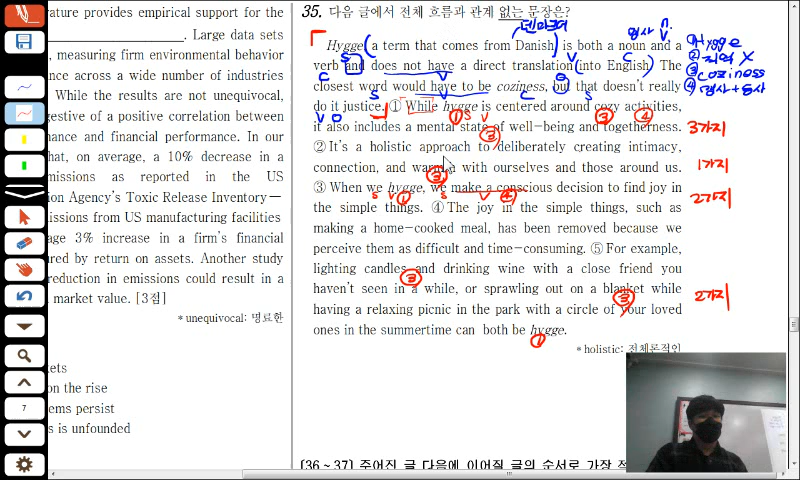 rature provides empirical support for the
. Large data sets
, measuring firm environmental behavior
nce across a wide number of industries
While the results are not unequivocal,
gestive of a positive correlation between
nance and financial performance. In our
hat, on average, a 10% decrease in a
missions as reported in the US
ion Agency's Toxic Release Inventory—
issions from US manufacturing facilities
age 3% increase in a firm's financial
ured by return on assets. Another study
reduction in emissions could result in a
market value. [3점]
* unequivocal: 명료한
kets
on the rise
ems persist
s is unfounded
7
35. 다음 글에서 전체 흐름과 관계 없는 문장은?
Hygge (a term that comes from Danish) is both a noun and a
verb and does not have a direct translation (into English). The
closest word would have to be coziness, but that doesn't really
do it justice. ① While hygge is centered around cozy activities,
it also includes a mental state of well-being and togetherness.
② It's a holistic approach to deliberately creating intimacy,
connection, and warmth with ourselves and those around us.
③ When we hygge, we make a conscious decision to find joy in
the simple things. ④ The joy in the simple things, such as
making a home-cooked meal, has been removed because we
perceive them as difficult and time-consuming. ⑤ For example,
lighting candles and drinking wine with a close friend you
haven't seen in a while, or sprawling out on a blanket while
having a relaxing picnic in the park with a circle of your loved
ones in the summertime can both be hygge.
* holistic: 전체론적인
① Hygge
② 직역 X
③ coziness
④ 명사+동사
3가지
1가지
2가지
2가지
[36～37] 주어진 글 다음에 이어질 글의 순서로 가장 적